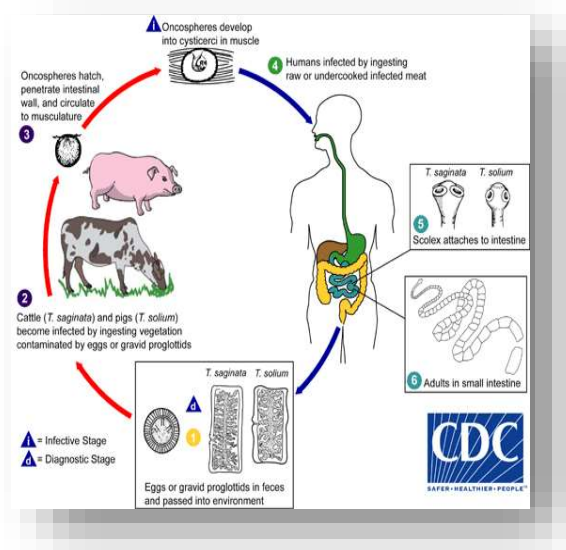 i Oncospheres develop
into cysticerci in muscle
4 Humans infected by ingesting
raw or undercooked infected meat
Oncospheres hatch,
penetrate intestinal
wall, and circulate
to musculature
3
T. saginata T. solium
5
Scolex attaches to intestine
2
Cattle (T. saginata) and pigs (T. solium)
become infected by ingesting vegetation
contaminated by eggs or gravid proglottids
6 Adults in small intestine
T. saginata T. solium
d
1
Eggs or gravid proglottids in feces
and passed into environment
i = Infective Stage
d = Diagnostic Stage
CDC
SAFER•HEALTHIER•PEOPLE™